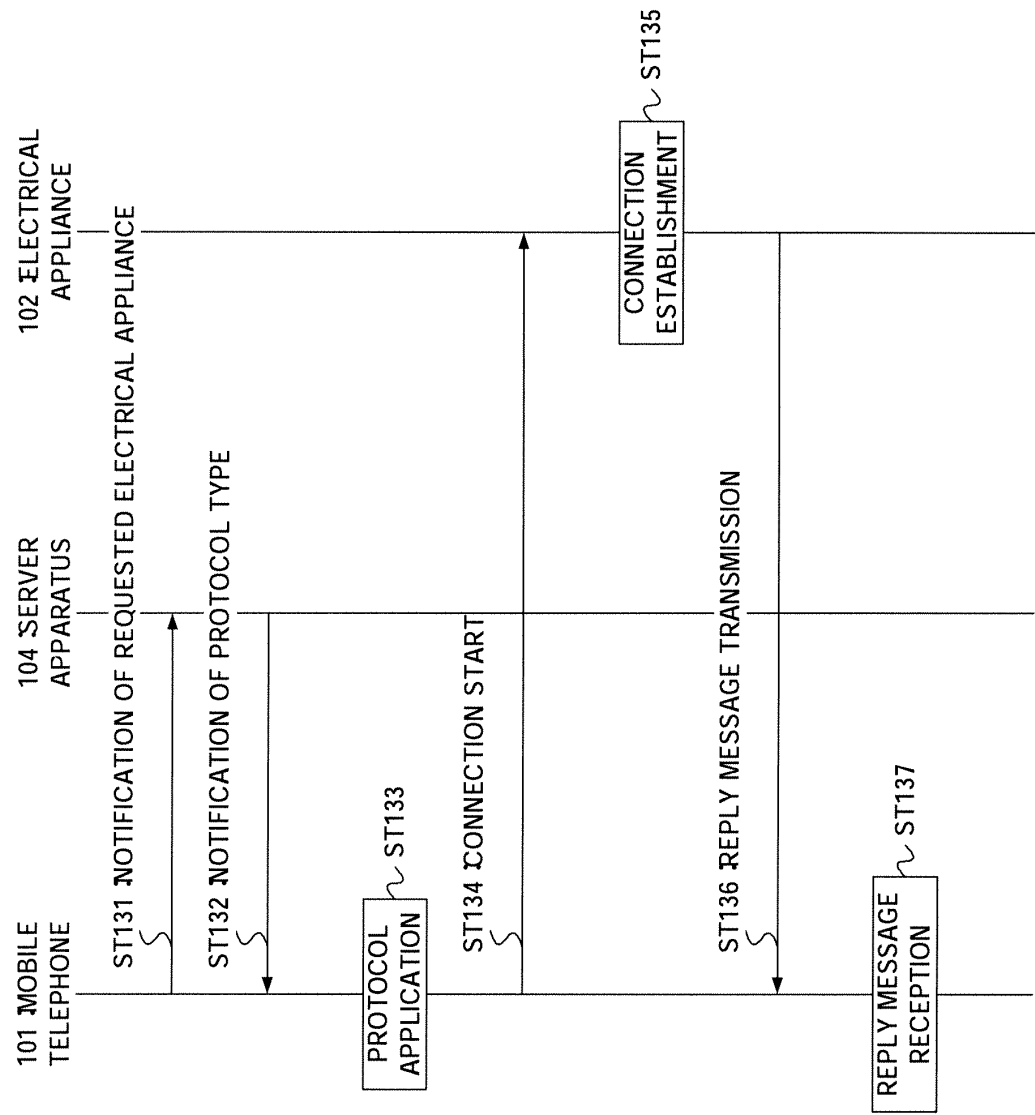 101 MOBILE
TELEPHONE
104 SERVER
APPARATUS
102 ELECTRICAL
APPLIANCE
ST131 NOTIFICATION OF REQUESTED ELECTRICAL APPLIANCE
ST132 NOTIFICATION OF PROTOCOL TYPE
PROTOCOL
APPLICATION
ST133
ST134 CONNECTION START
CONNECTION
ESTABLISHMENT
ST135
ST136 REPLY MESSAGE TRANSMISSION
REPLY MESSAGE
RECEPTION
ST137